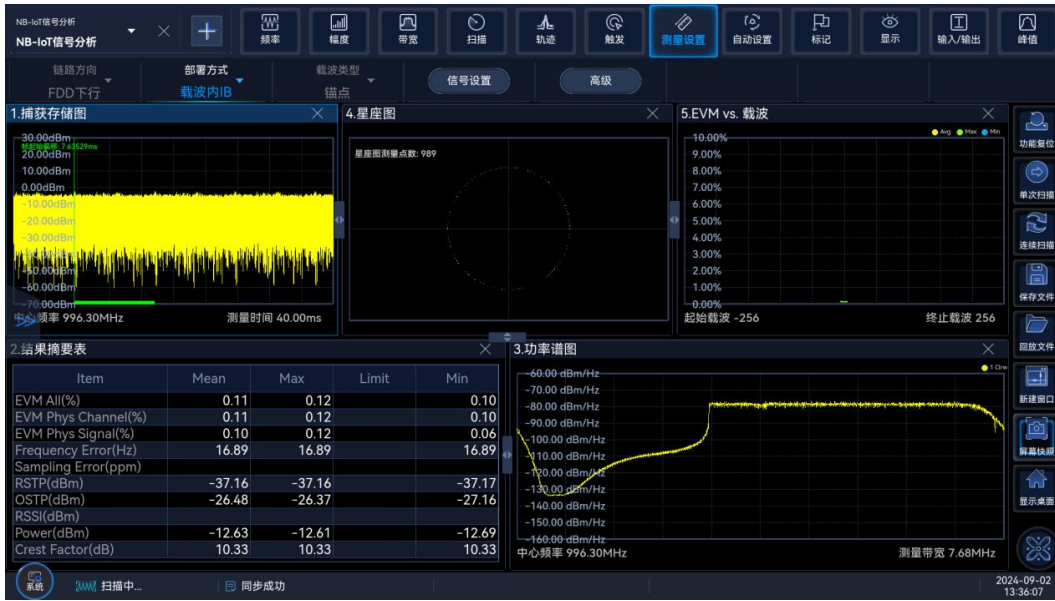 NB-IoT信号分析
NB-IoT信号分析
频率
幅度
带宽
扫描
轨迹
触发
测量设置
自动设置
标记
显示
输入/输出
峰值
链路方向
FDD下行
部署方式
载波内IB
载波类型
锚点
信号设置
高级
1.捕获存储图
30.00dBm
帧起始偏移: 7.63529ms
20.00dBm
10.00dBm
0.00dBm
-10.00dBm
-20.00dBm
-30.00dBm
-50.00dBm
-60.00dBm
-70.00dBm
中心频率 996.30MHz
测量时间 40.00ms
4.星座图
星座图测量点数: 989
5.EVM vs. 载波
Avg Max Min
10.00%
9.00%
8.00%
7.00%
6.00%
5.00%
4.00%
3.00%
2.00%
1.00%
0.00%
起始载波 -256
终止载波 256
2.结果摘要表
Item Mean Max Limit Min
EVM All(%) 0.11 0.12 0.10
EVM Phys Channel(%) 0.11 0.12 0.10
EVM Phys Signal(%) 0.10 0.12 0.06
Frequency Error(Hz) 16.89 16.89 16.89
Sampling Error(ppm)
RSTP(dBm) -37.16 -37.16 -37.17
OSTP(dBm) -26.48 -26.37 -27.16
RSSI(dBm)
Power(dBm) -12.63 -12.61 -12.69
Crest Factor(dB) 10.33 10.33 10.33
3.功率谱图
1 Clrw
-60.00 dBm/Hz
-70.00 dBm/Hz
-80.00 dBm/Hz
-90.00 dBm/Hz
-100.00 dBm/Hz
-110.00 dBm/Hz
-120.00 dBm/Hz
-130.00 dBm/Hz
-140.00 dBm/Hz
-150.00 dBm/Hz
-160.00 dBm/Hz
中心频率 996.30MHz
测量带宽 7.68MHz
功能复位
单次扫描
连续扫描
保存文件
回放文件
新建窗口
屏幕快照
显示桌面
系统
扫描中...
同步成功
2024-09-02
13:36:07